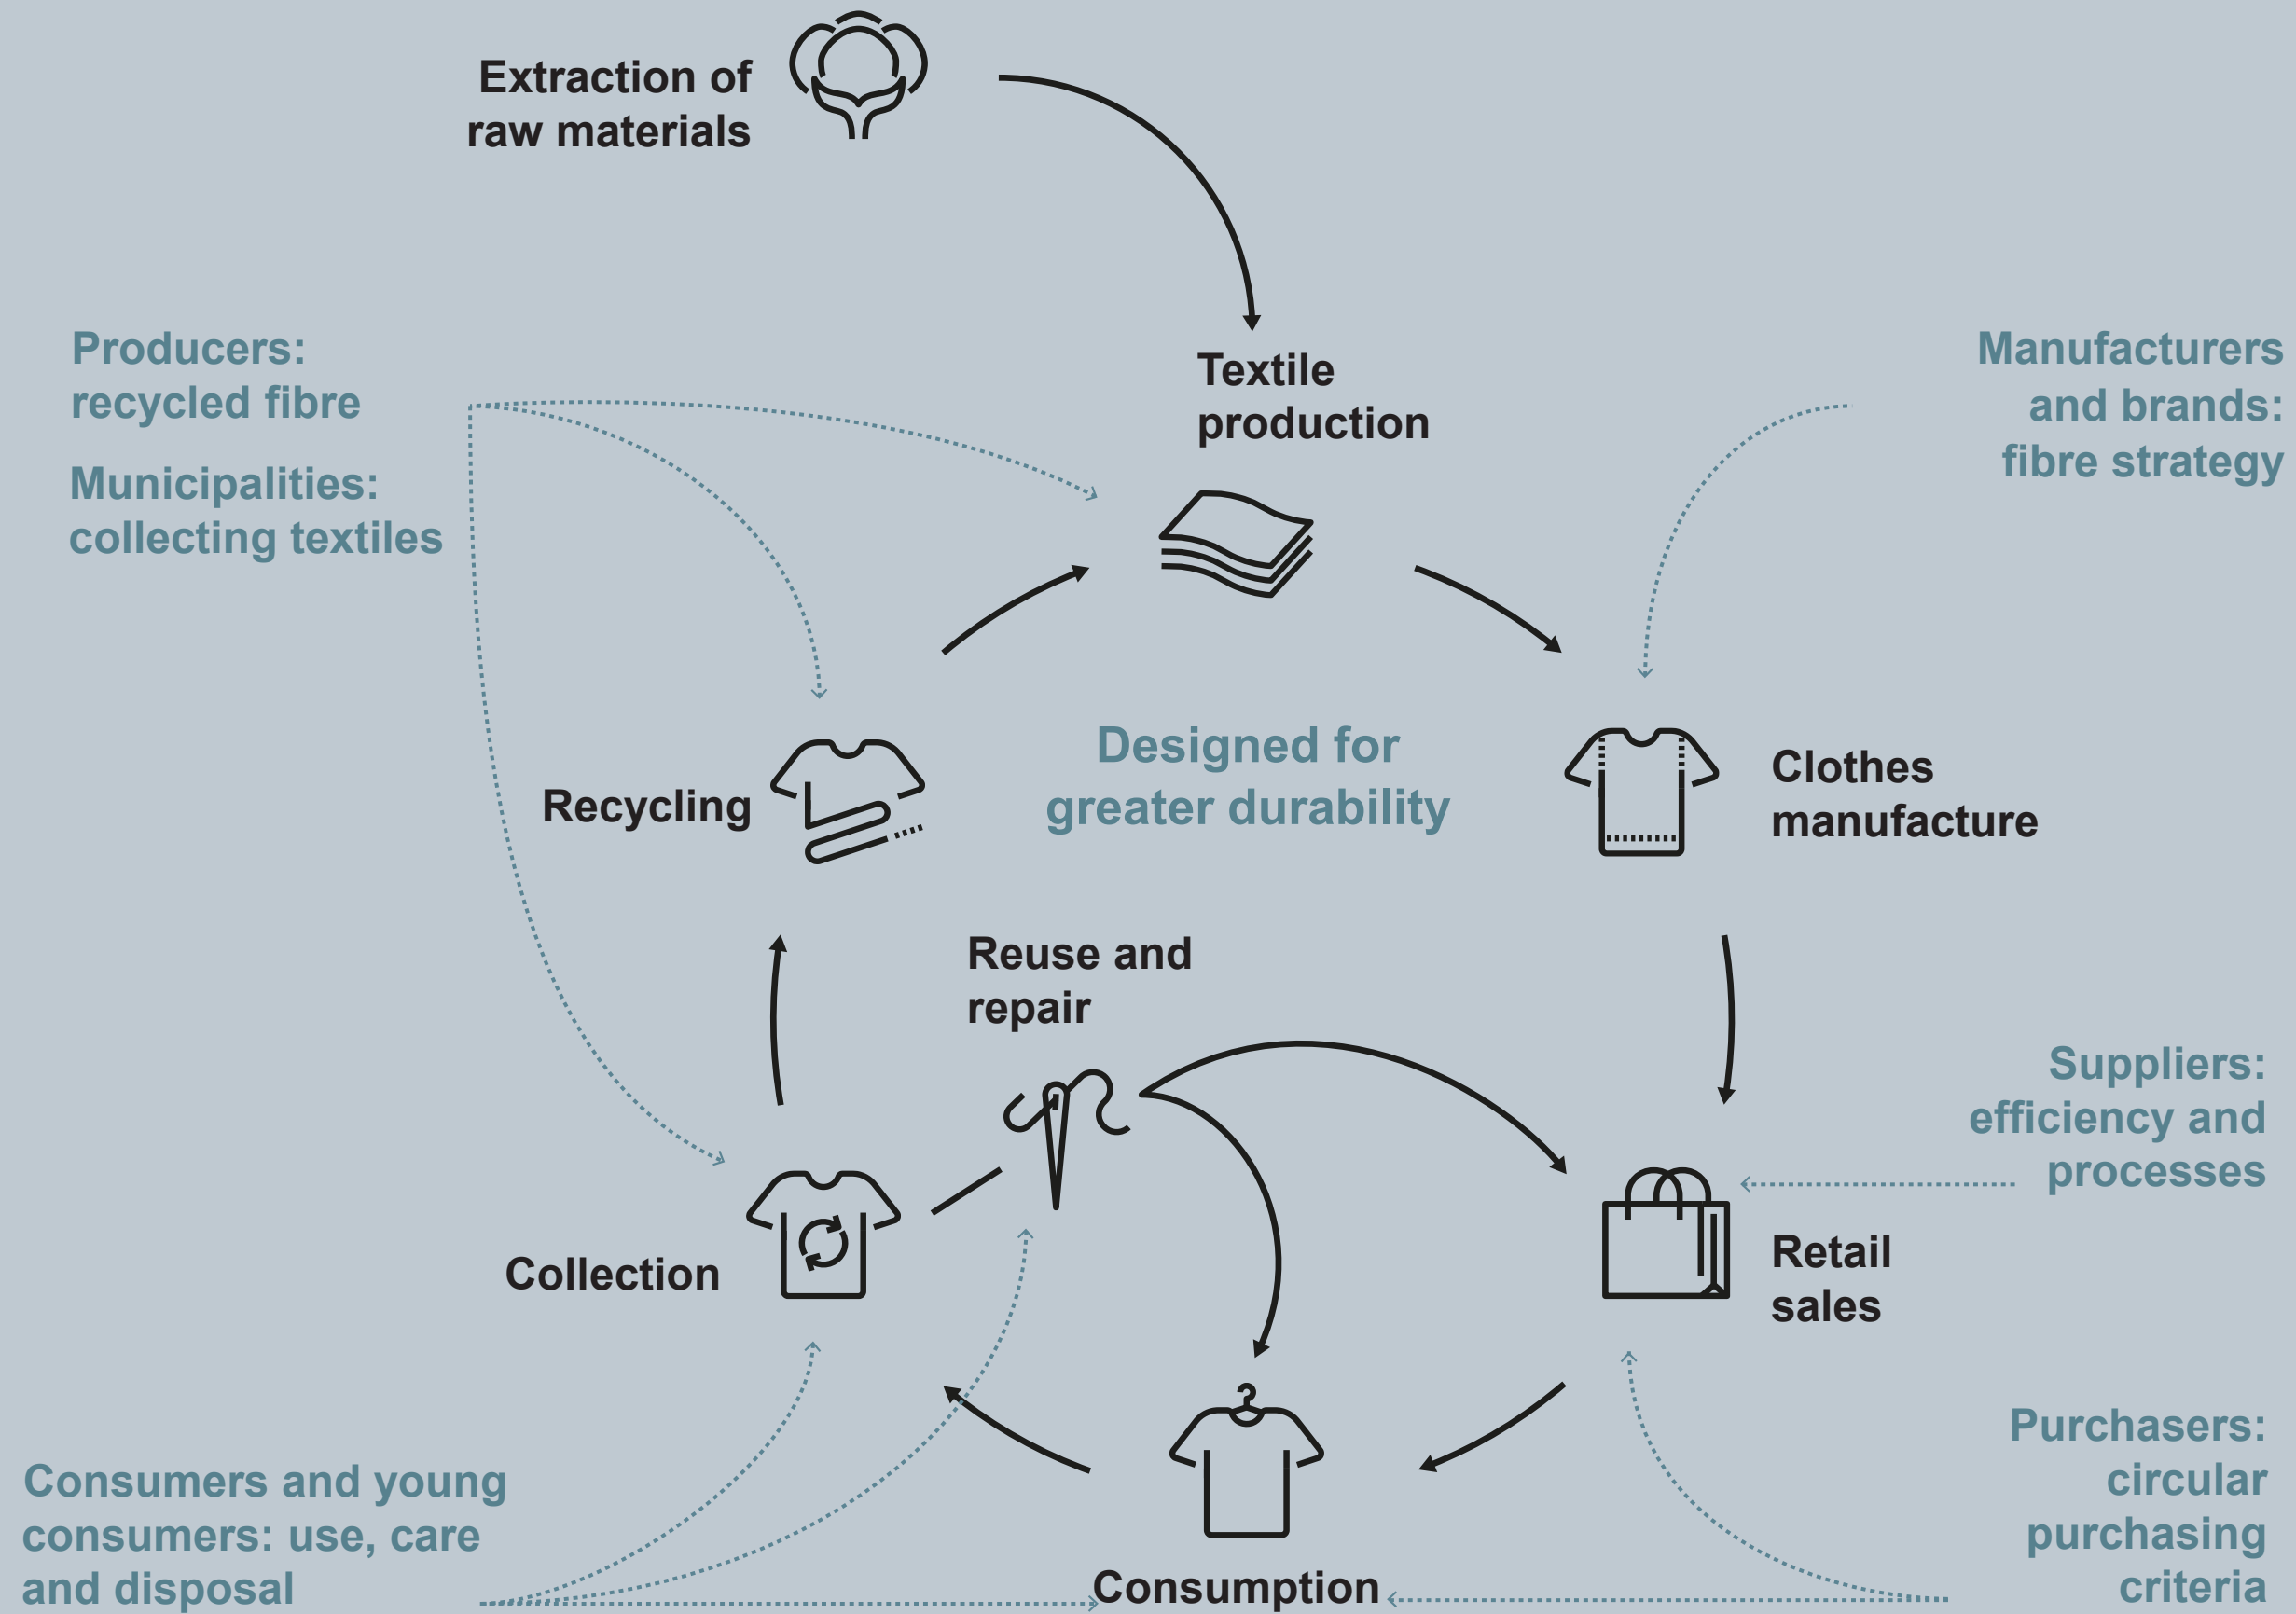 Extraction of
raw materials
Producers:
recycled fibre
Municipalities:
collecting textiles
Textile
production
Manufacturers
and brands:
fibre strategy
Designed for
greater durability
Recycling
Clothes
manufacture
Reuse and
repair
Suppliers:
efficiency and
processes
Collection
Retail
sales
Consumers and young
consumers: use, care
and disposal
Consumption
Purchasers:
circular
purchasing
criteria